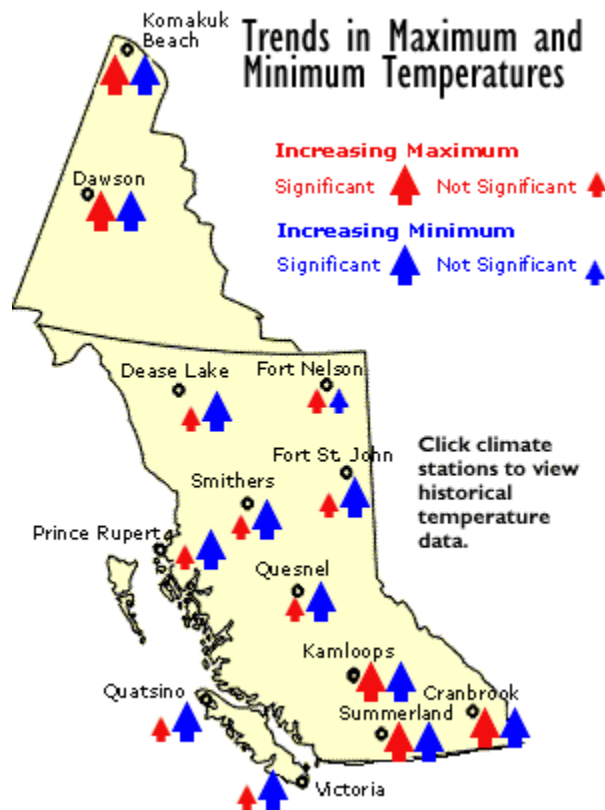 Komakuk
Beach
Trends in Maximum and
Minimum Temperatures
Increasing Maximum
Significant Not Significant
Dawson
Increasing Minimum
Significant Not Significant
Dease Lake
Fort Nelson
Click climate
stations to view
historical
temperature
data.
Fort St. John
Smithers
Prince Rupert
Quesnel
Kamloops
Quatsino
Cranbrook
Summerland
Victoria